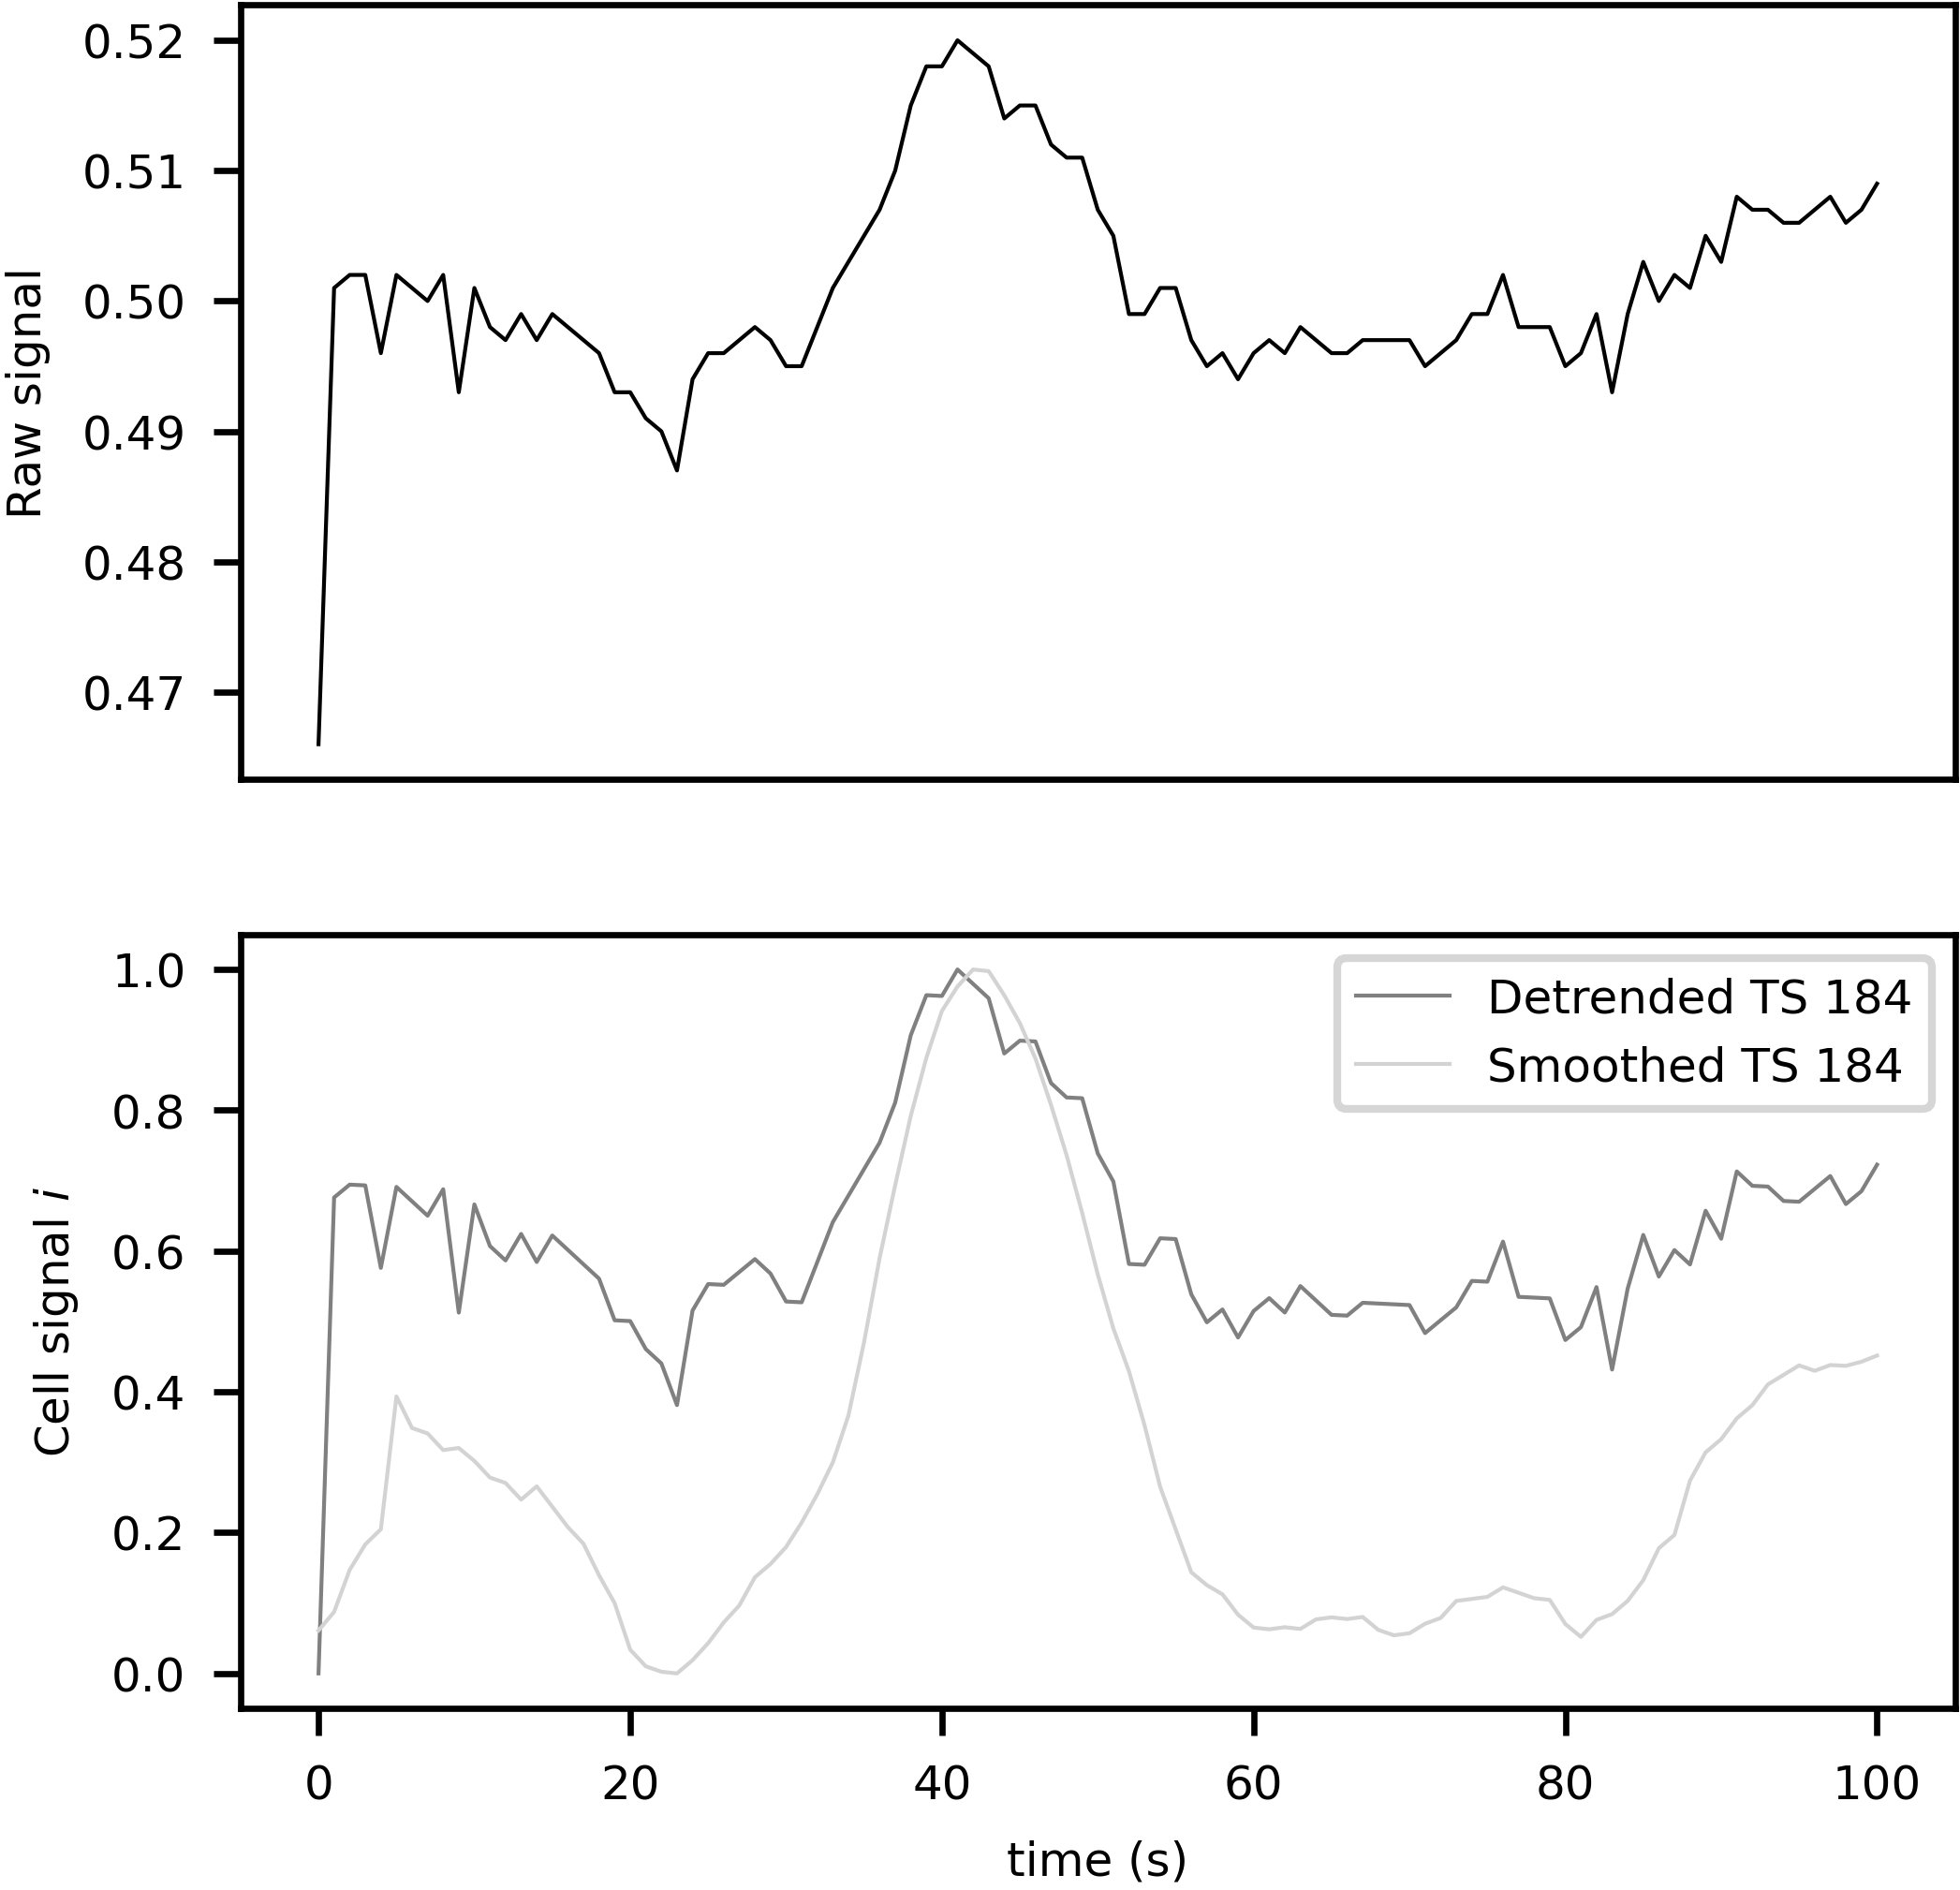 0.52
0.51
0.50
0.49
0.48
0.47
Raw signal
1.0
0.8
0.6
0.4
0.2
0.0
Cell signal i
Detrended TS 184
Smoothed TS 184
0 20 40 60 80 100
time (s)